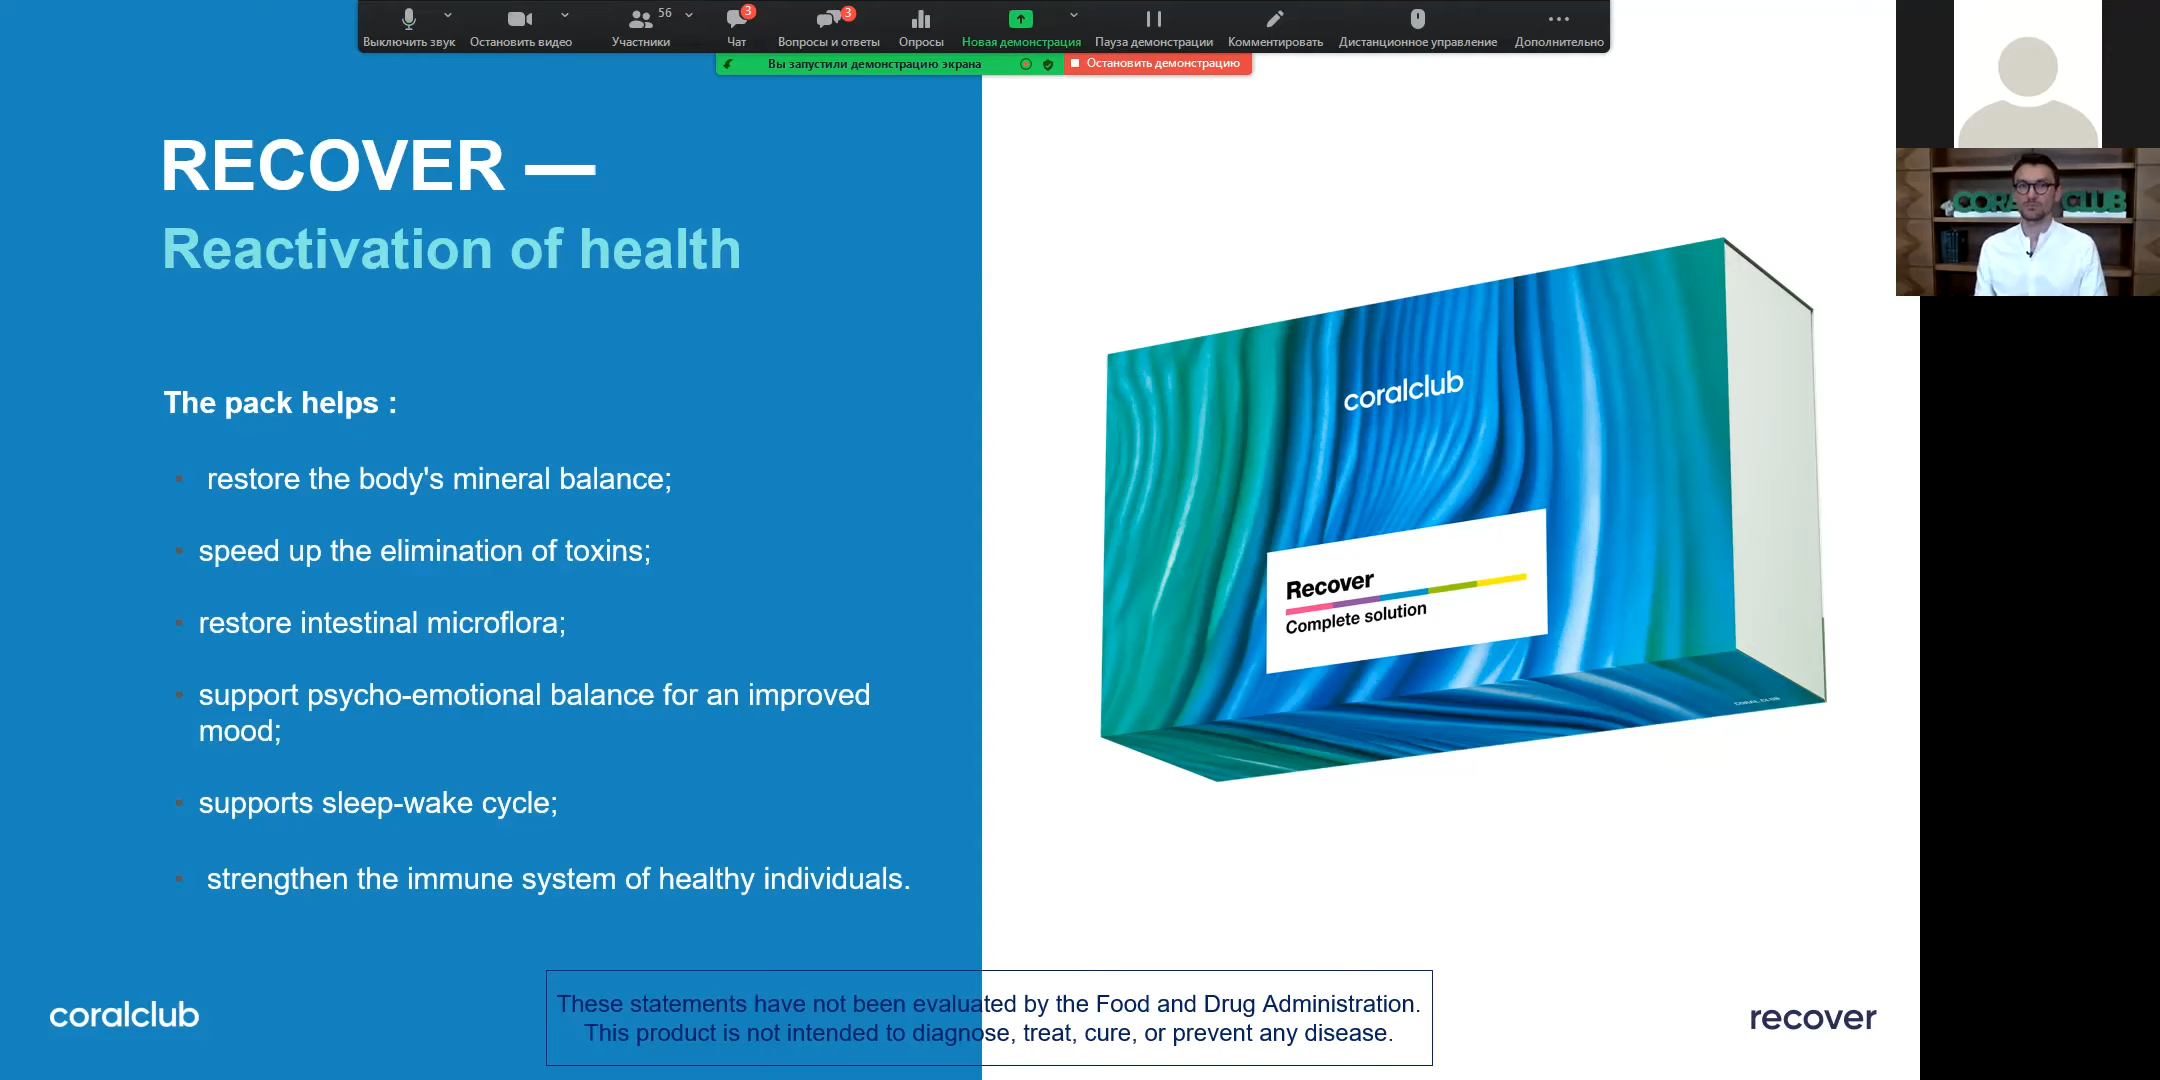 Выключить звук
Остановить видео
56
Участники
3
Чат
3
Вопросы и ответы
Опросы
Новая демонстрация
Пауза демонстрации
Комментировать
Дистанционное управление
Дополнительно
Вы запустили демонстрацию экрана
Остановить демонстрацию
RECOVER —
Reactivation of health
The pack helps :
restore the body's mineral balance;
speed up the elimination of toxins;
restore intestinal microflora;
support psycho-emotional balance for an improved
mood;
supports sleep-wake cycle;
strengthen the immune system of healthy individuals.
coralclub
Recover
Complete solution
CORAL CLUB
CORAL CLUB
coralclub
These statements have not been evaluated by the Food and Drug Administration.
This product is not intended to diagnose, treat, cure, or prevent any disease.
recover